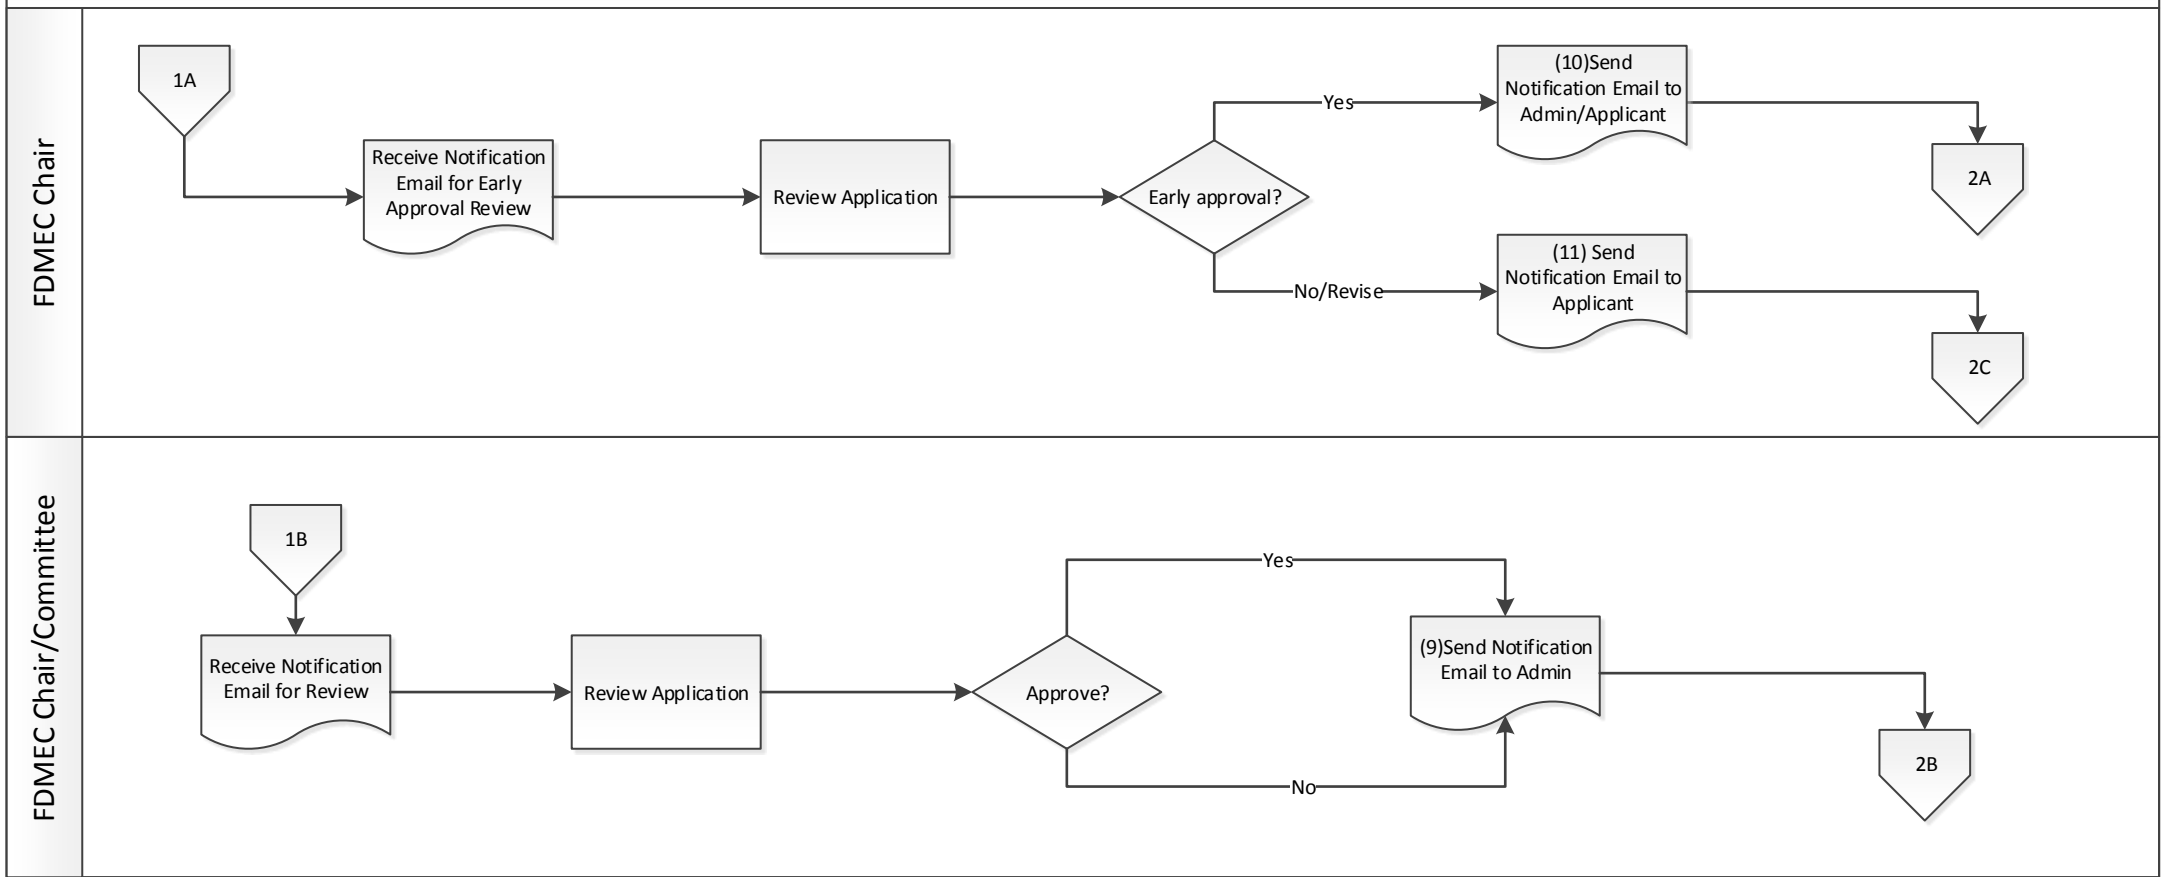 FDMEC Chair
1A
Receive Notification
Email for Early
Approval Review
Review Application
Early approval?
Yes
(10)Send
Notification Email to
Admin/Applicant
2A
No/Revise
(11) Send
Notification Email to
Applicant
2C
FDMEC Chair/Committee
1B
Receive Notification
Email for Review
Review Application
Approve?
Yes
(9)Send Notification
Email to Admin
No
2B